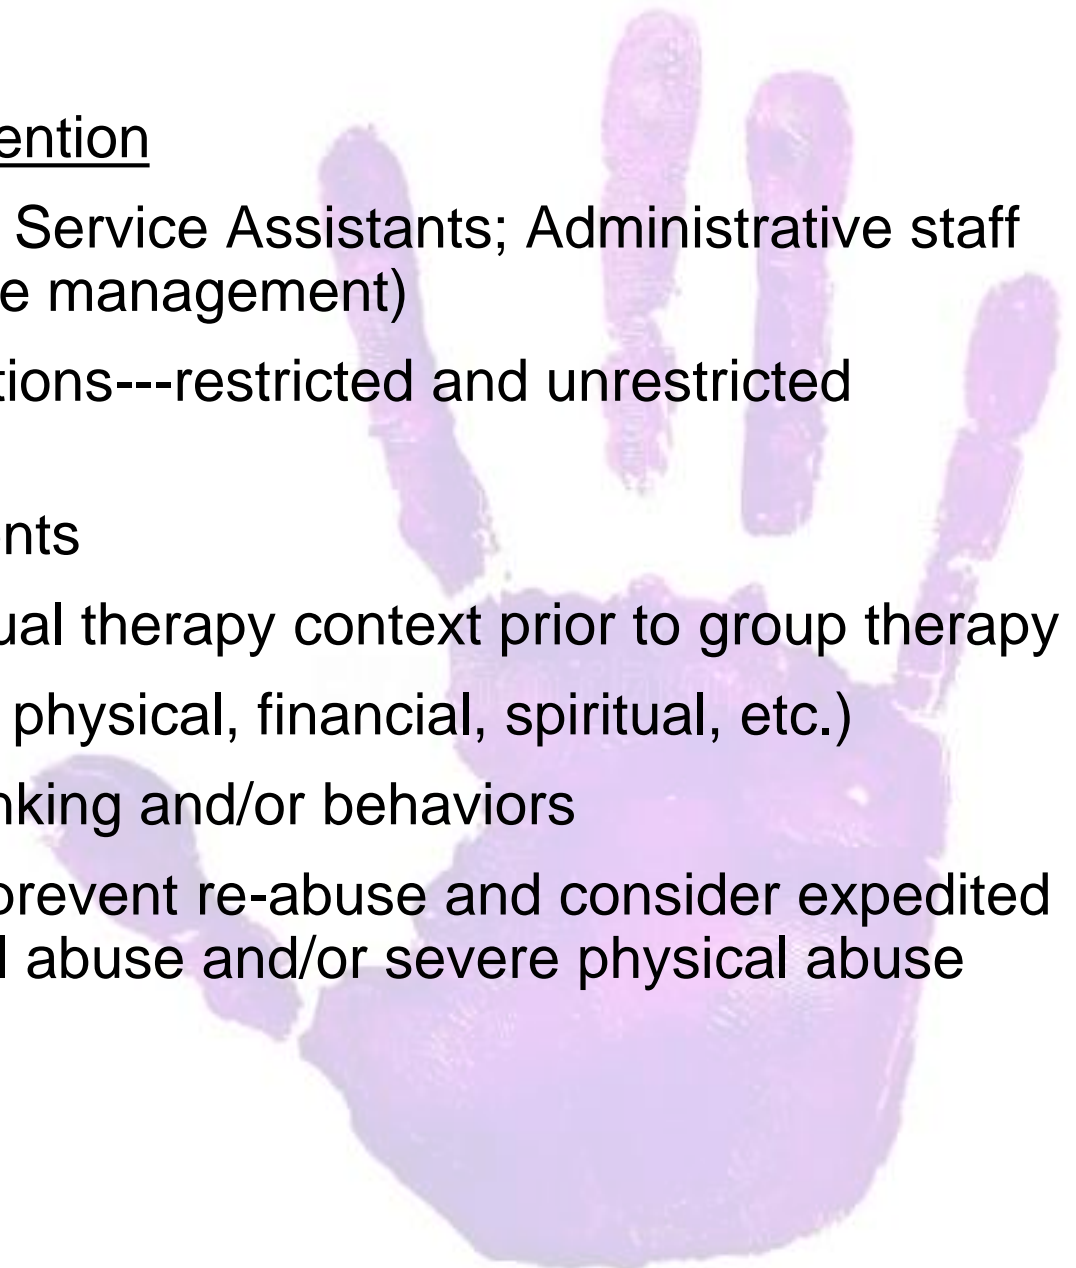 ention
Service Assistants; Administrative staff
e management)
tions---restricted and unrestricted
nts
ual therapy context prior to group therapy
physical, financial, spiritual, etc.)
nking and/or behaviors
prevent re-abuse and consider expedited
l abuse and/or severe physical abuse